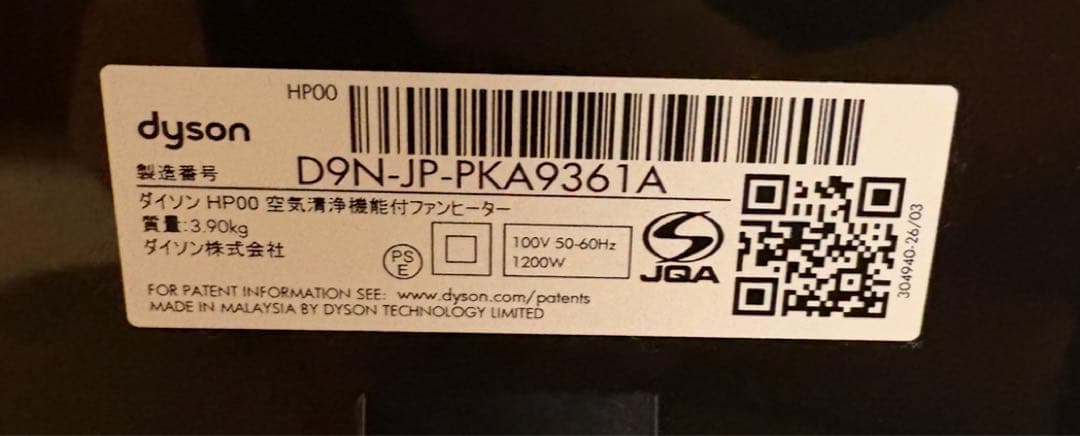 HP00
dyson
製造番号 D9N-JP-PKA9361A
ダイソン HP00 空気清浄機能付ファンヒーター
質量:3.90kg
ダイソン株式会社
PS
E
100V 50-60Hz
1200W
JQA
304940-26/03
FOR PATENT INFORMATION SEE: www.dyson.com/patents
MADE IN MALAYSIA BY DYSON TECHNOLOGY LIMITED